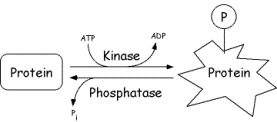 P
ATP
ADP
Kinase
Protein
Protein
Phosphatase
Pi